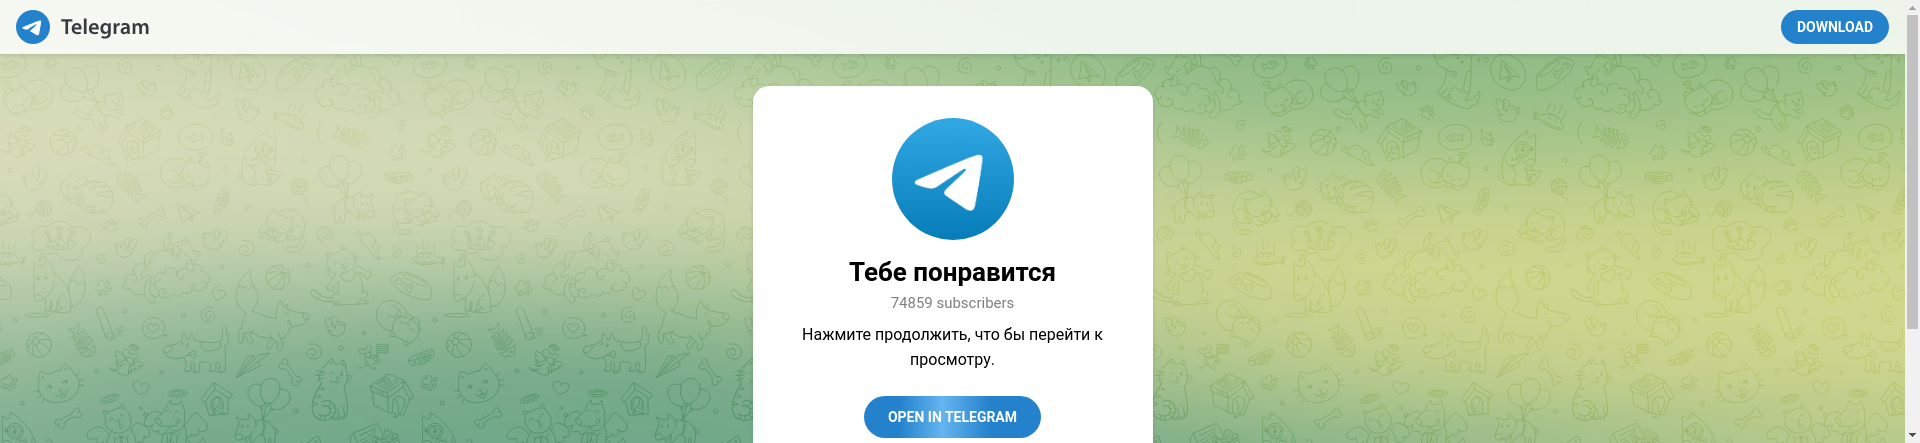 Telegram
DOWNLOAD
Тебе понравится
74859 subscribers
Нажмите продолжить, что бы перейти к
просмотру.
OPEN IN TELEGRAM